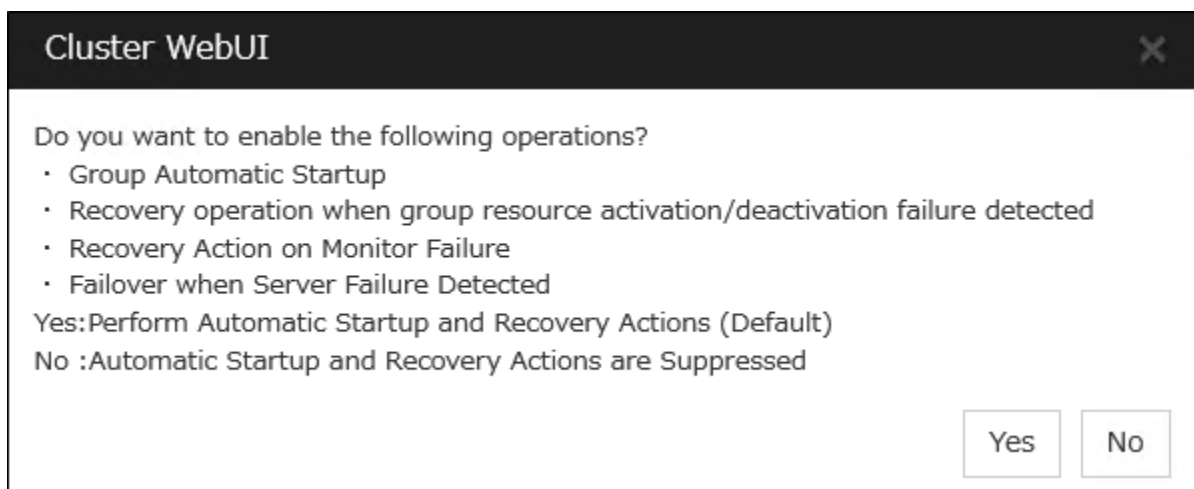 Cluster WebUI
Do you want to enable the following operations?
・ Group Automatic Startup
・ Recovery operation when group resource activation/deactivation failure detected
・ Recovery Action on Monitor Failure
・ Failover when Server Failure Detected
Yes:Perform Automatic Startup and Recovery Actions (Default)
No :Automatic Startup and Recovery Actions are Suppressed
Yes No